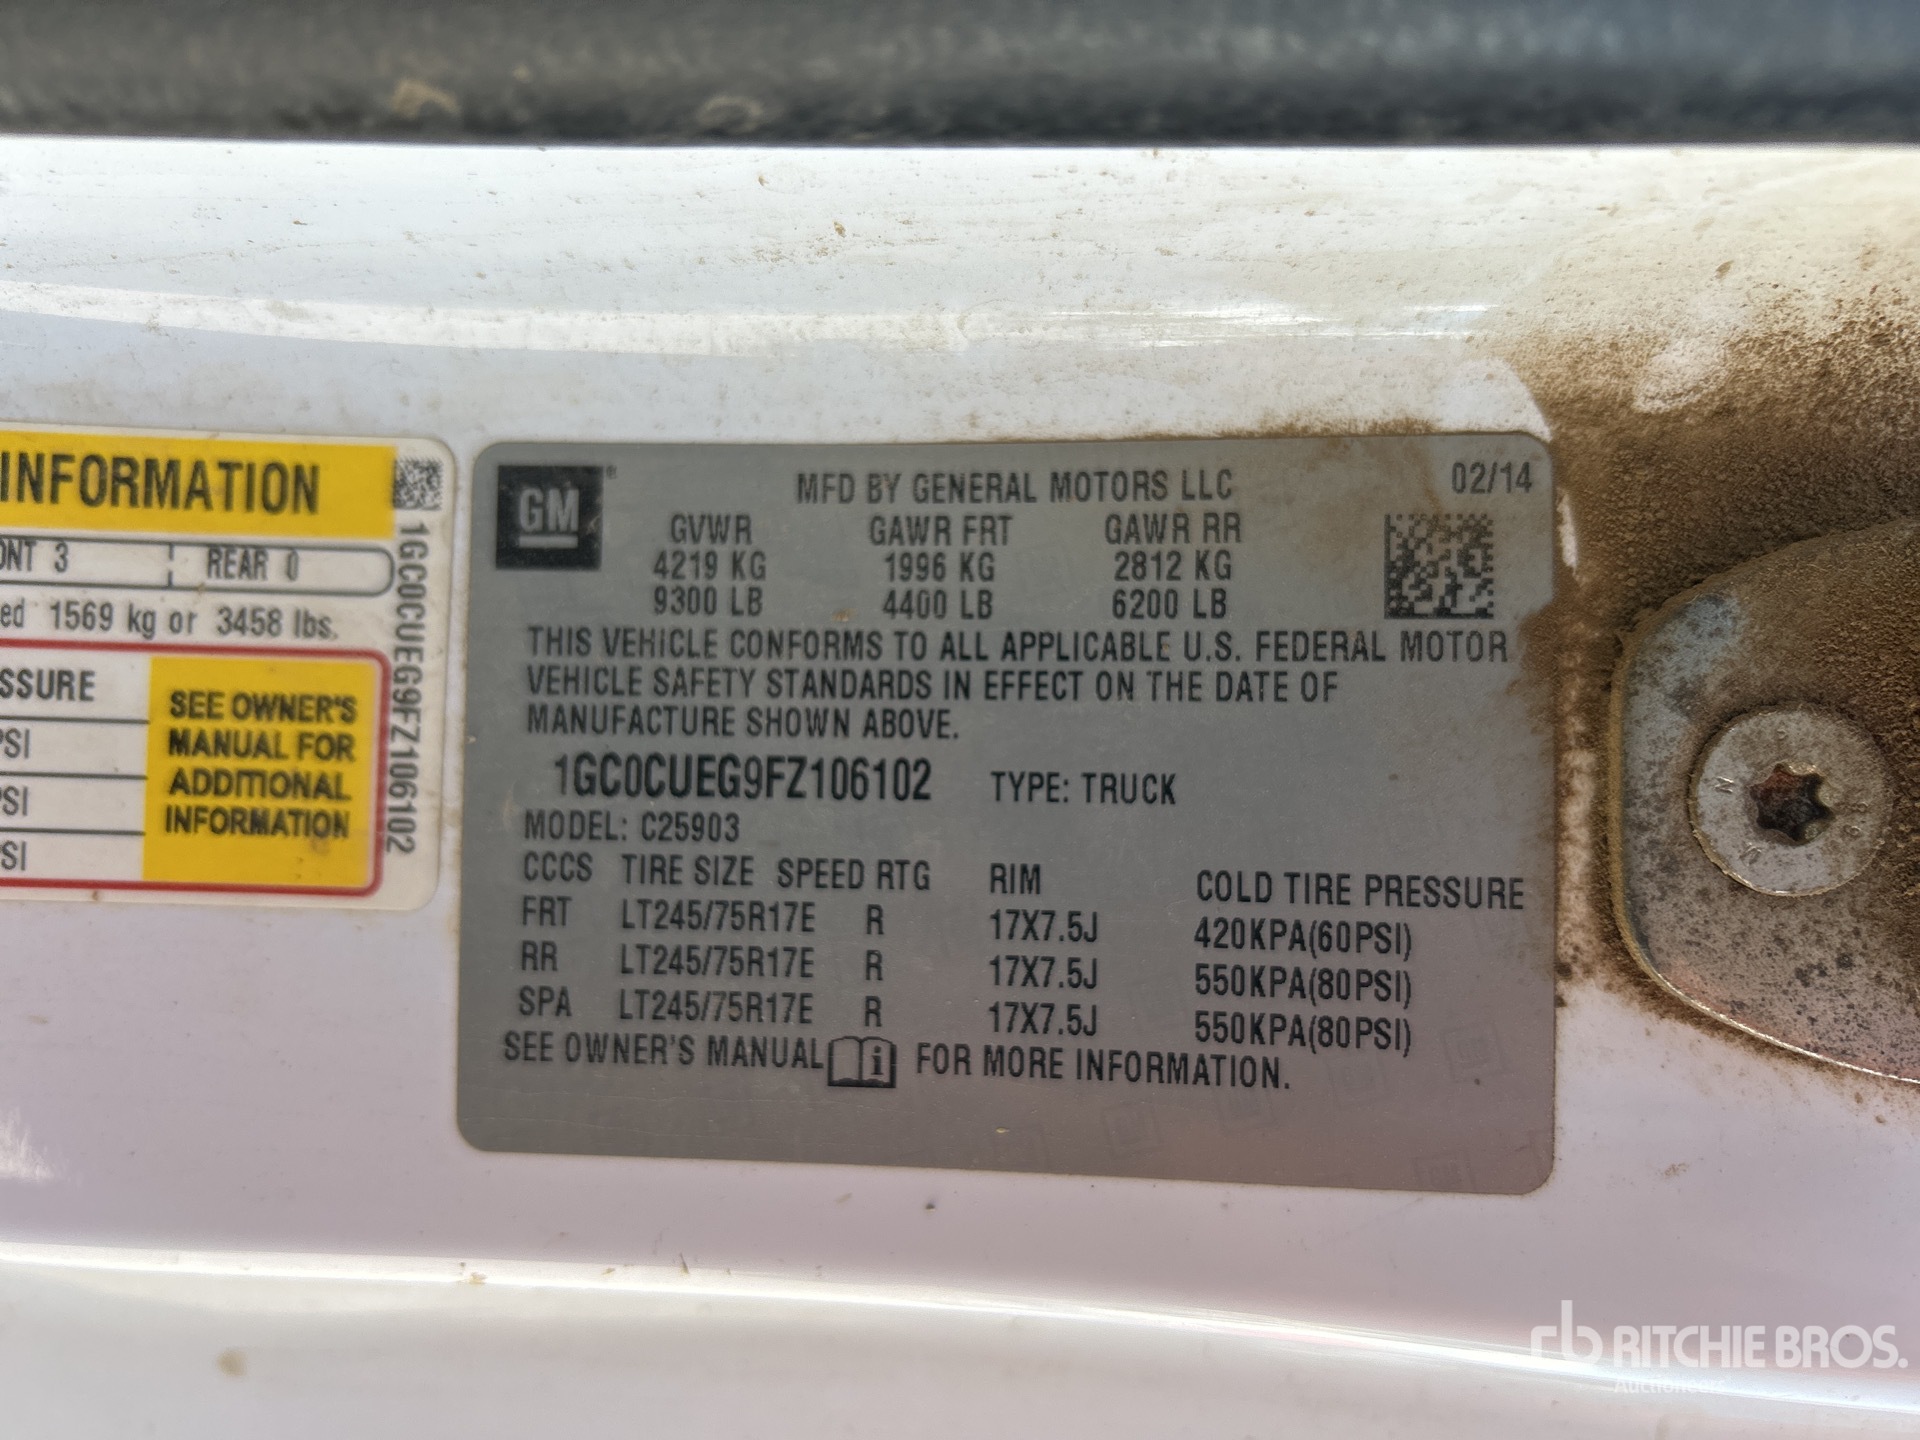 INFORMATION
ONT 3 REAR 0
ed 1569 kg or 3458 lbs.
SSURE
PSI
PSI
PSI
SEE OWNER'S
MANUAL FOR
ADDITIONAL
INFORMATION
1GC0CUEG9FZ106102
GM
MFD BY GENERAL MOTORS LLC 02/14
GVWR GAWR FRT GAWR RR
4219 KG 1996 KG 2812 KG
9300 LB 4400 LB 6200 LB
THIS VEHICLE CONFORMS TO ALL APPLICABLE U.S. FEDERAL MOTOR
VEHICLE SAFETY STANDARDS IN EFFECT ON THE DATE OF
MANUFACTURE SHOWN ABOVE.
1GC0CUEG9FZ106102 TYPE: TRUCK
MODEL: C25903
CCCS TIRE SIZE SPEED RTG RIM COLD TIRE PRESSURE
FRT LT245/75R17E R 17X7.5J 420KPA(60PSI)
RR LT245/75R17E R 17X7.5J 550KPA(80PSI)
SPA LT245/75R17E R 17X7.5J 550KPA(80PSI)
SEE OWNER'S MANUAL FOR MORE INFORMATION.
rb RITCHIE BROS.
Auctioneers